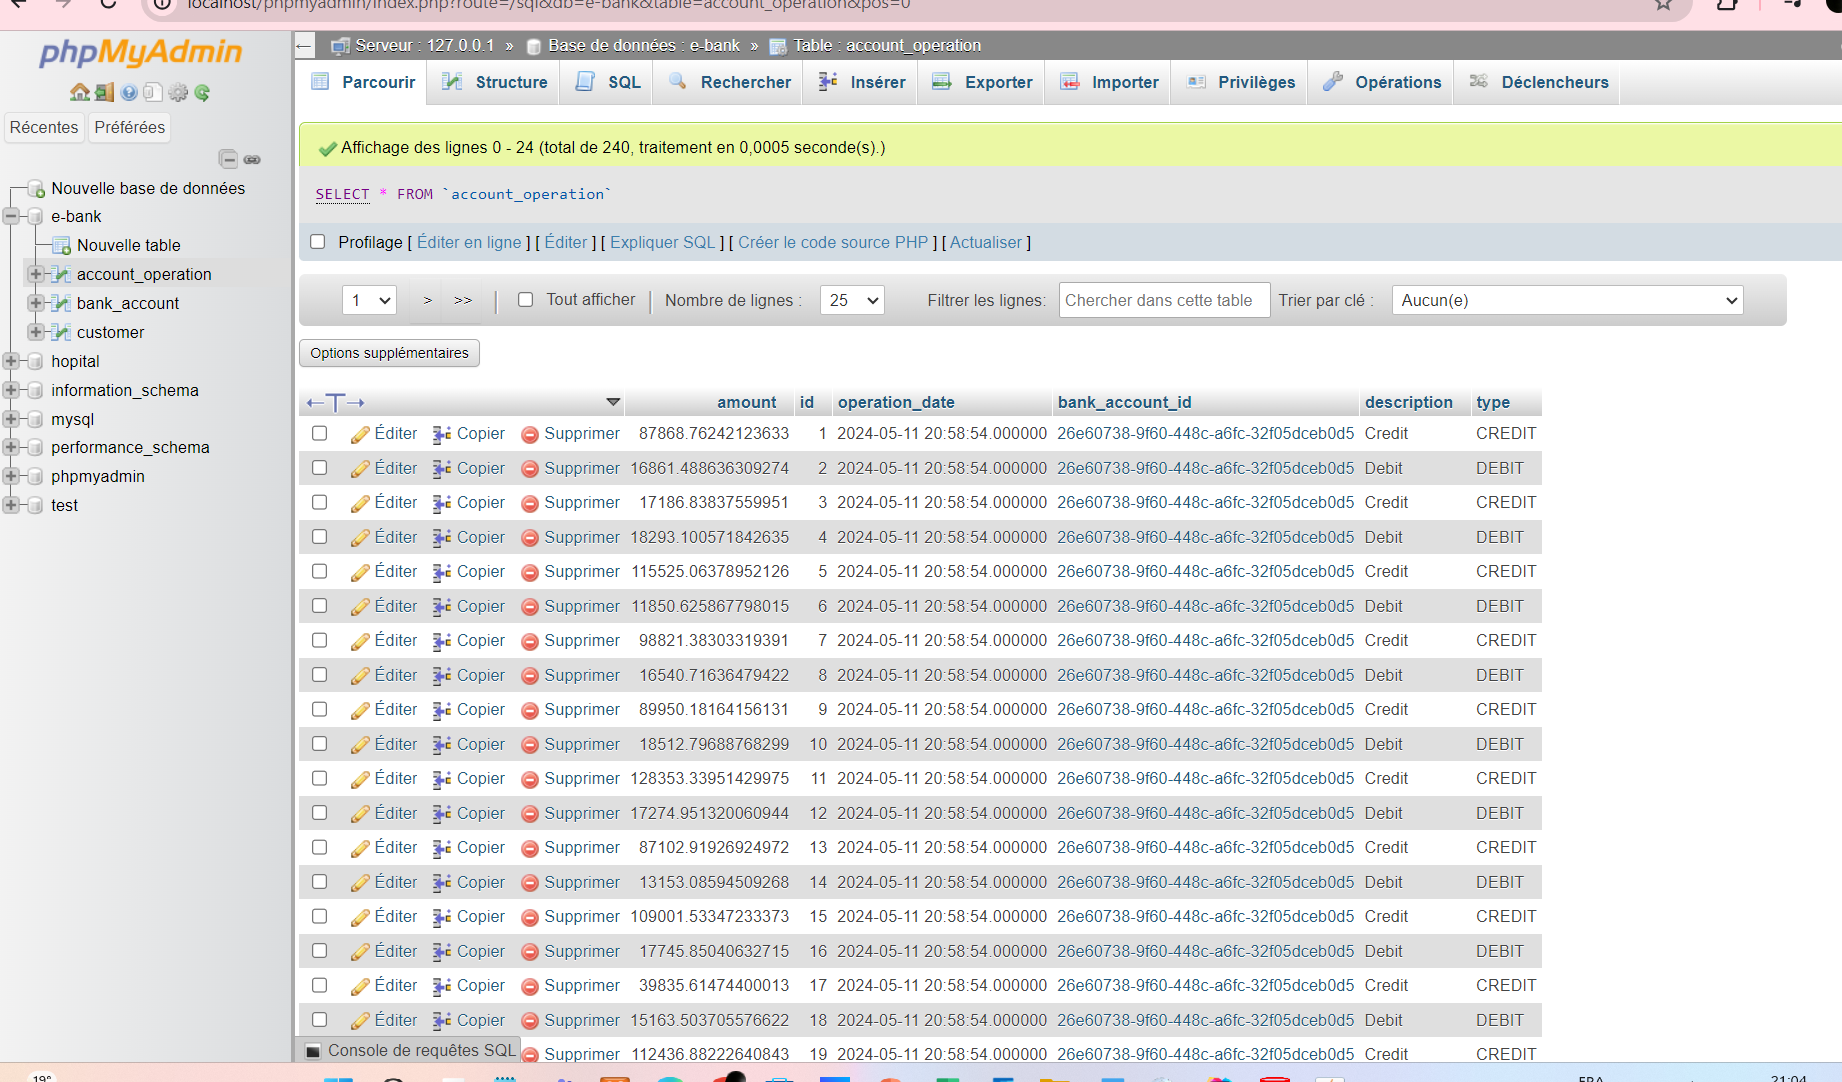 localhost/phpmyadmin/index.php?route=/sql&db=e-bank&table=account_operation&pos=0
phpMyAdmin
Récentes Préférées
Nouvelle base de données
e-bank
Nouvelle table
account_operation
bank_account
customer
hopital
information_schema
mysql
performance_schema
phpmyadmin
test
Serveur : 127.0.0.1 » Base de données : e-bank » Table : account_operation
Parcourir Structure SQL Rechercher Insérer Exporter Importer Privilèges Opérations Déclencheurs
Affichage des lignes 0 - 24 (total de 240, traitement en 0,0005 seconde(s).)
SELECT * FROM `account_operation`
Profilage [ Éditer en ligne ] [ Éditer ] [ Expliquer SQL ] [ Créer le code source PHP ] [ Actualiser ]
1 > >> | Tout afficher | Nombre de lignes : 25 Filtrer les lignes: Chercher dans cette table Trier par clé : Aucun(e)
Options supplémentaires
←T→ amount id operation_date bank_account_id description type
Éditer Copier Supprimer 87868.76242123633 1 2024-05-11 20:58:54.000000 26e60738-9f60-448c-a6fc-32f05dceb0d5 Credit CREDIT
Éditer Copier Supprimer 16861.488636309274 2 2024-05-11 20:58:54.000000 26e60738-9f60-448c-a6fc-32f05dceb0d5 Debit DEBIT
Éditer Copier Supprimer 17186.83837559951 3 2024-05-11 20:58:54.000000 26e60738-9f60-448c-a6fc-32f05dceb0d5 Credit CREDIT
Éditer Copier Supprimer 18293.100571842635 4 2024-05-11 20:58:54.000000 26e60738-9f60-448c-a6fc-32f05dceb0d5 Debit DEBIT
Éditer Copier Supprimer 115525.06378952126 5 2024-05-11 20:58:54.000000 26e60738-9f60-448c-a6fc-32f05dceb0d5 Credit CREDIT
Éditer Copier Supprimer 11850.625867798015 6 2024-05-11 20:58:54.000000 26e60738-9f60-448c-a6fc-32f05dceb0d5 Debit DEBIT
Éditer Copier Supprimer 98821.38303319391 7 2024-05-11 20:58:54.000000 26e60738-9f60-448c-a6fc-32f05dceb0d5 Credit CREDIT
Éditer Copier Supprimer 16540.71636479422 8 2024-05-11 20:58:54.000000 26e60738-9f60-448c-a6fc-32f05dceb0d5 Debit DEBIT
Éditer Copier Supprimer 89950.18164156131 9 2024-05-11 20:58:54.000000 26e60738-9f60-448c-a6fc-32f05dceb0d5 Credit CREDIT
Éditer Copier Supprimer 18512.79688768299 10 2024-05-11 20:58:54.000000 26e60738-9f60-448c-a6fc-32f05dceb0d5 Debit DEBIT
Éditer Copier Supprimer 128353.33951429975 11 2024-05-11 20:58:54.000000 26e60738-9f60-448c-a6fc-32f05dceb0d5 Credit CREDIT
Éditer Copier Supprimer 17274.951320060944 12 2024-05-11 20:58:54.000000 26e60738-9f60-448c-a6fc-32f05dceb0d5 Debit DEBIT
Éditer Copier Supprimer 87102.91926924972 13 2024-05-11 20:58:54.000000 26e60738-9f60-448c-a6fc-32f05dceb0d5 Credit CREDIT
Éditer Copier Supprimer 13153.08594509268 14 2024-05-11 20:58:54.000000 26e60738-9f60-448c-a6fc-32f05dceb0d5 Debit DEBIT
Éditer Copier Supprimer 109001.53347233373 15 2024-05-11 20:58:54.000000 26e60738-9f60-448c-a6fc-32f05dceb0d5 Credit CREDIT
Éditer Copier Supprimer 17745.85040632715 16 2024-05-11 20:58:54.000000 26e60738-9f60-448c-a6fc-32f05dceb0d5 Debit DEBIT
Éditer Copier Supprimer 39835.61474400013 17 2024-05-11 20:58:54.000000 26e60738-9f60-448c-a6fc-32f05dceb0d5 Credit CREDIT
Éditer Copier Supprimer 15163.503705576622 18 2024-05-11 20:58:54.000000 26e60738-9f60-448c-a6fc-32f05dceb0d5 Debit DEBIT
Console de requêtes SQL Supprimer 112436.88222640843 19 2024-05-11 20:58:54.000000 26e60738-9f60-448c-a6fc-32f05dceb0d5 Credit CREDIT
19° FRA 21:04